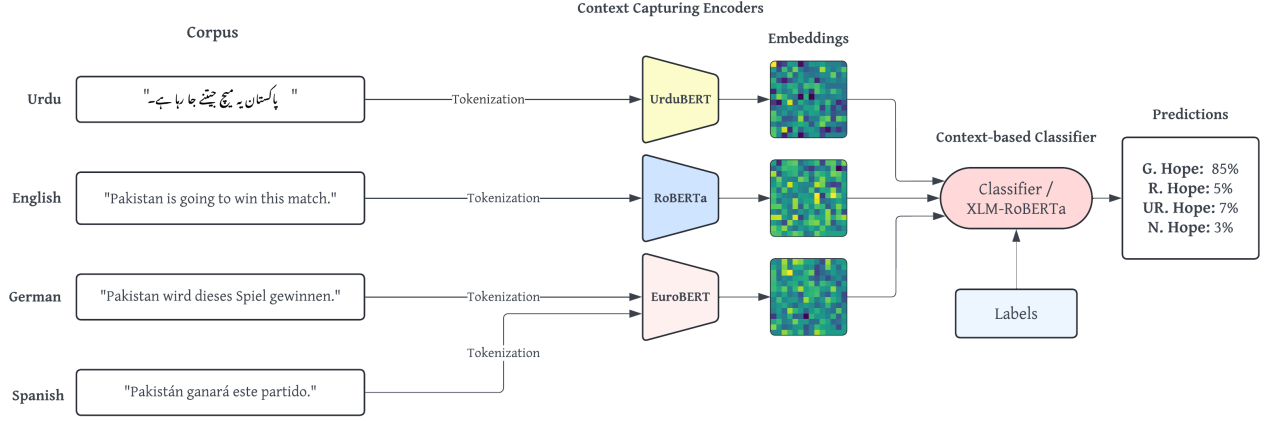 Context Capturing Encoders
Corpus
Embeddings
Urdu
"پاکستان یہ میچ جیتنے جا رہا ہے۔"
Tokenization
UrduBERT
Predictions
Context-based Classifier
English
"Pakistan is going to win this match."
Tokenization
RoBERTa
Classifier /
XLM-RoBERTa
G. Hope: 85%
R. Hope: 5%
UR. Hope: 7%
N. Hope: 3%
German
"Pakistan wird dieses Spiel gewinnen."
Tokenization
EuroBERT
Labels
Tokenization
Spanish
"Pakistán ganará este partido."